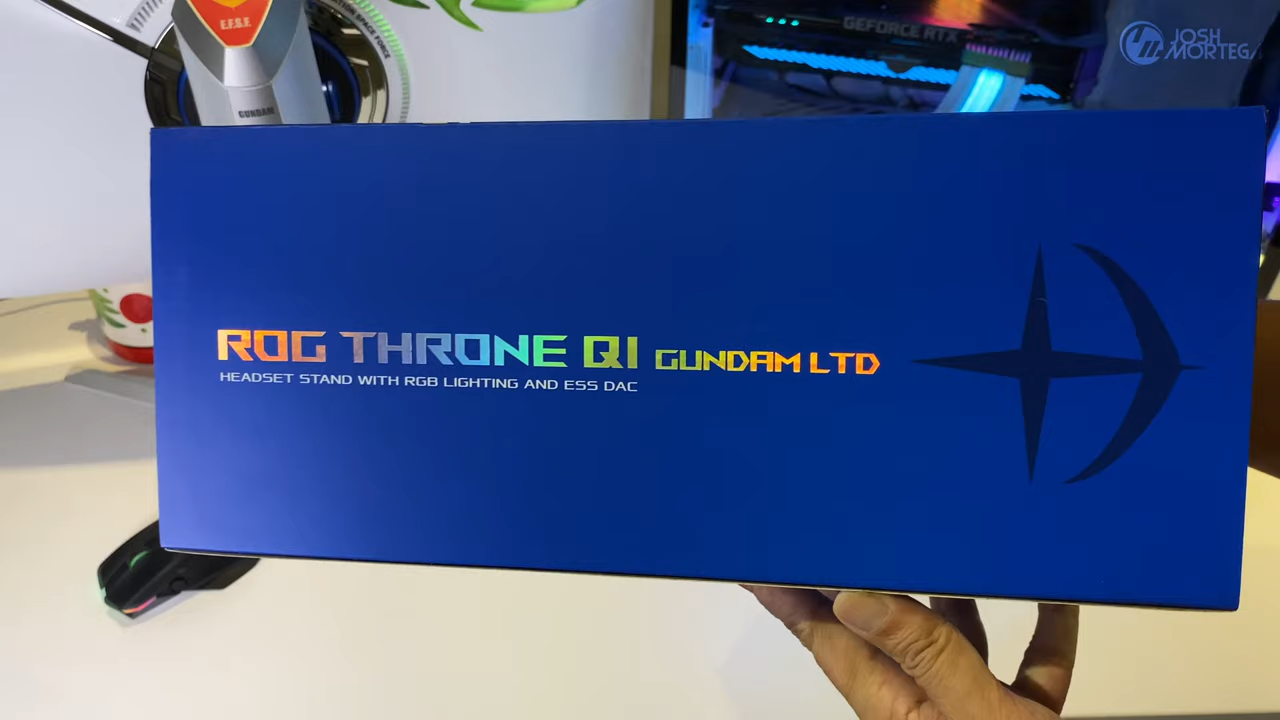 E.F.S.F
GUNDAM
GEFORCE RTX
JOSH
MORTEGA
ROG THRONE QI GUNDAM LTD
HEADSET STAND WITH RGB LIGHTING AND ESS DAC